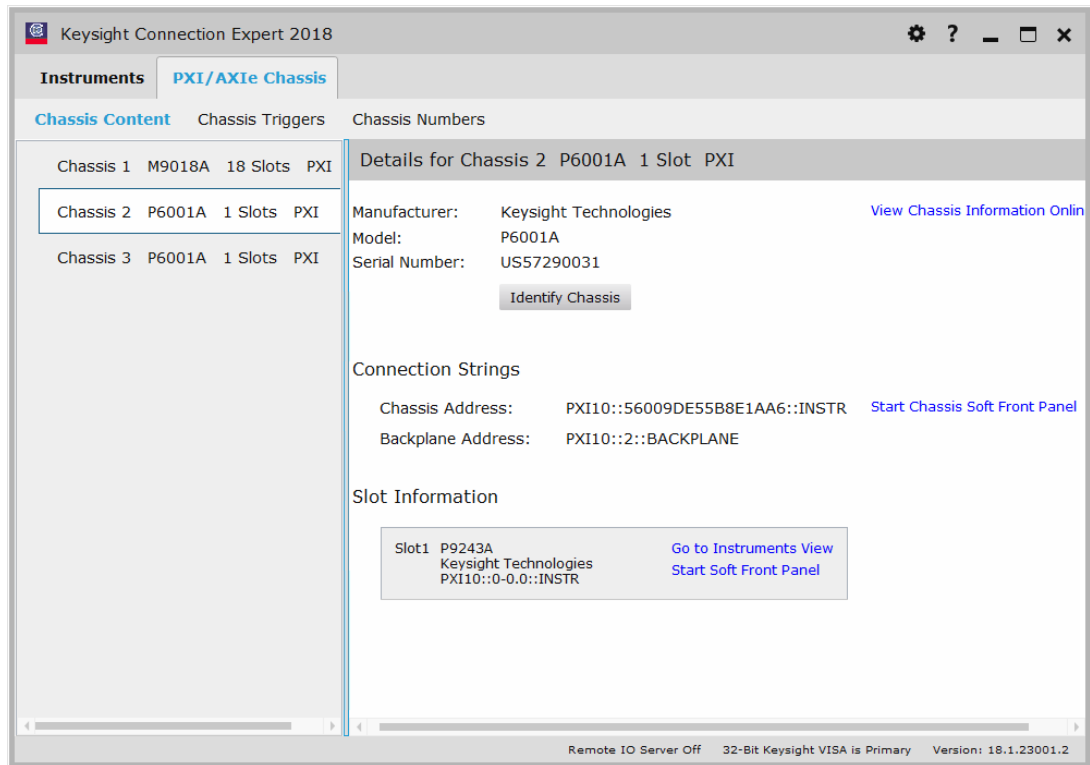 Keysight Connection Expert 2018
Instruments PXI/AXIe Chassis
Chassis Content Chassis Triggers Chassis Numbers
Chassis 1 M9018A 18 Slots PXI
Chassis 2 P6001A 1 Slots PXI
Chassis 3 P6001A 1 Slots PXI
Details for Chassis 2 P6001A 1 Slot PXI
Manufacturer: Keysight Technologies View Chassis Information Onlin
Model: P6001A
Serial Number: US57290031
Identify Chassis
Connection Strings
Chassis Address: PXI10::56009DE55B8E1AA6::INSTR Start Chassis Soft Front Panel
Backplane Address: PXI10::2::BACKPLANE
Slot Information
Slot1 P9243A Go to Instruments View
Keysight Technologies Start Soft Front Panel
PXI10::0-0.0::INSTR
Remote IO Server Off 32-Bit Keysight VISA is Primary Version: 18.1.23001.2